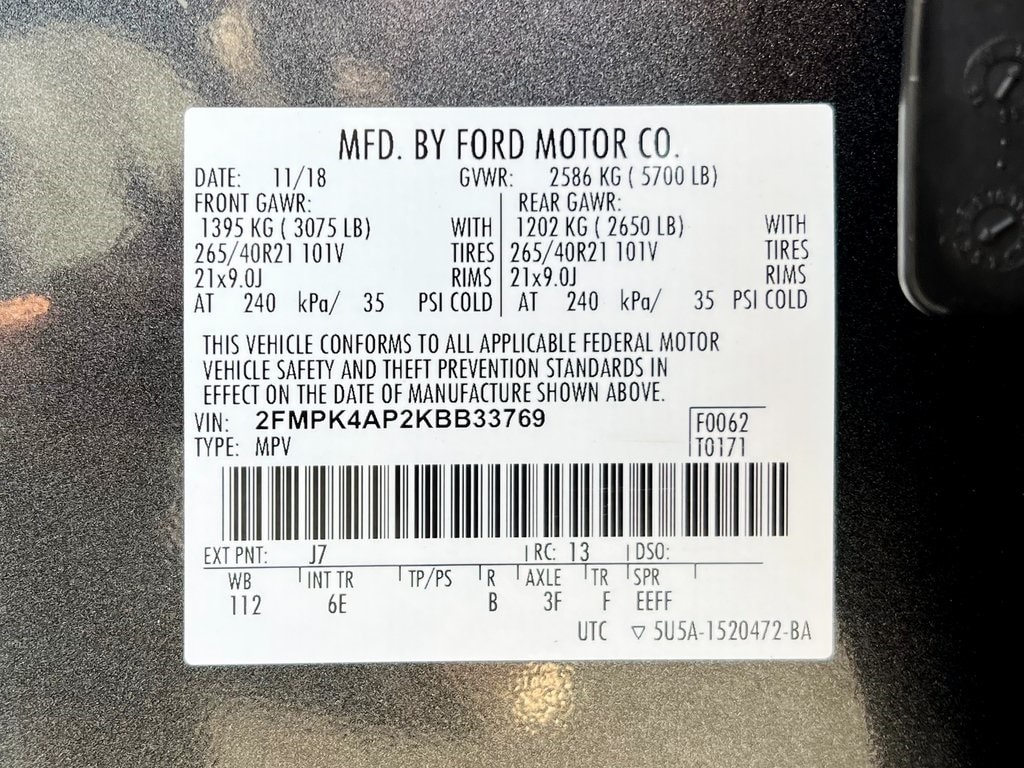 MFD. BY FORD MOTOR CO.
DATE: 11/18 GVWR: 2586 KG ( 5700 LB)
FRONT GAWR: REAR GAWR:
1395 KG ( 3075 LB) WITH 1202 KG ( 2650 LB) WITH
265/40R21 101V TIRES 265/40R21 101V TIRES
21x9.0J RIMS 21x9.0J RIMS
AT 240 kPa/ 35 PSI COLD AT 240 kPa/ 35 PSI COLD
THIS VEHICLE CONFORMS TO ALL APPLICABLE FEDERAL MOTOR
VEHICLE SAFETY AND THEFT PREVENTION STANDARDS IN
EFFECT ON THE DATE OF MANUFACTURE SHOWN ABOVE.
VIN: 2FMPK4AP2KBB33769 F0062
TYPE: MPV T0171
EXT PNT: J7 RC: 13 DSO:
WB INT TR TP/PS R AXLE TR SPR
112 6E B 3F F EEFF
UTC ▽ 5U5A-1520472-BA